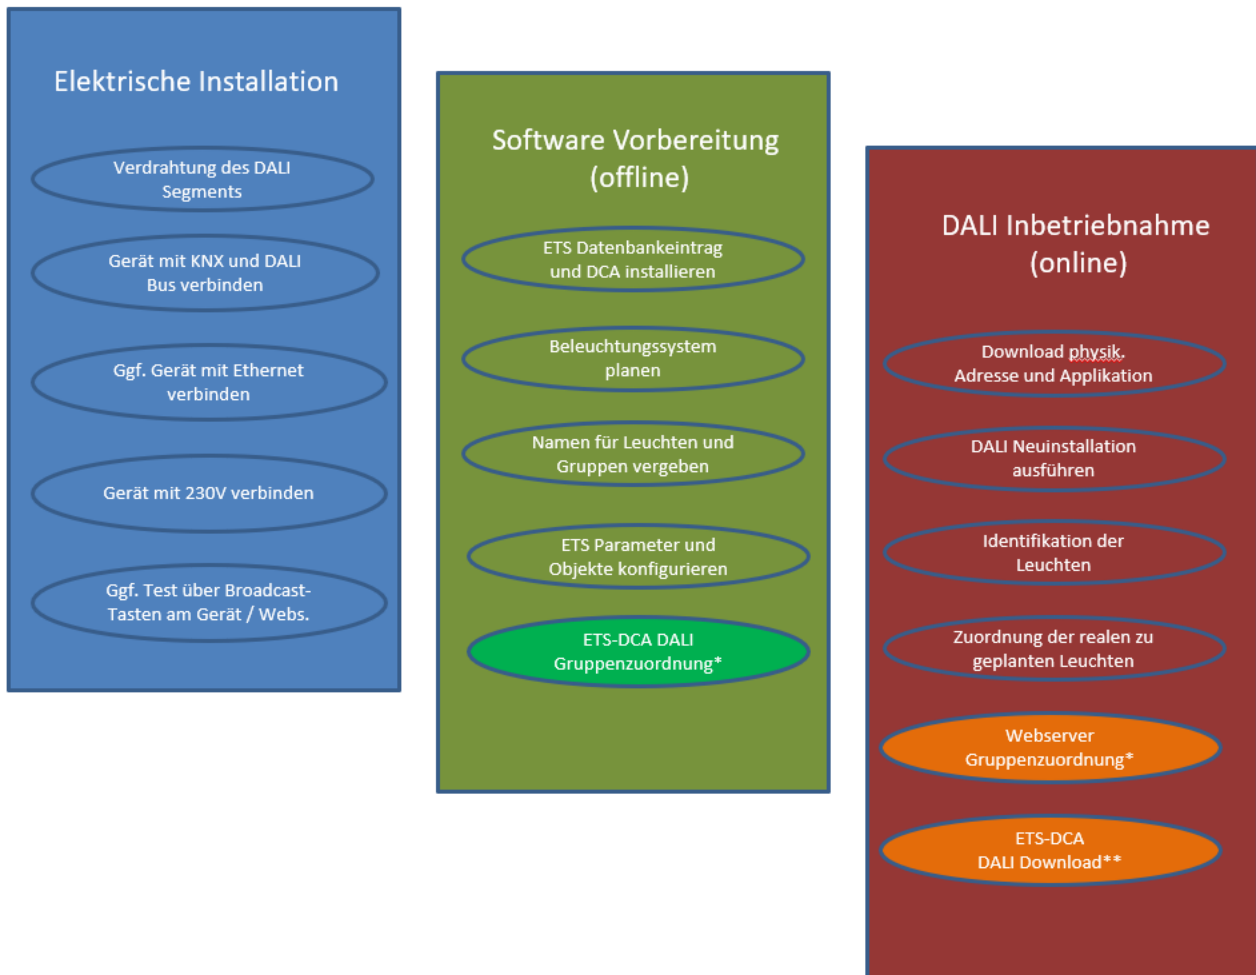 Elektrische Installation
Verdrahtung des DALI
Segments
Gerät mit KNX und DALI
Bus verbinden
Ggf. Gerät mit Ethernet
verbinden
Gerät mit 230V verbinden
Ggf. Test über Broadcast-
Tasten am Gerät / Webs.
Software Vorbereitung
(offline)
ETS Datenbankeintrag
und DCA installieren
Beleuchtungssystem
planen
Namen für Leuchten und
Gruppen vergeben
ETS Parameter und
Objekte konfigurieren
ETS-DCA DALI
Gruppenzuordnung*
DALI Inbetriebnahme
(online)
Download physik.
Adresse und Applikation
DALI Neuinstallation
ausführen
Identifikation der
Leuchten
Zuordnung der realen zu
geplanten Leuchten
Webserver
Gruppenzuordnung*
ETS-DCA
DALI Download**